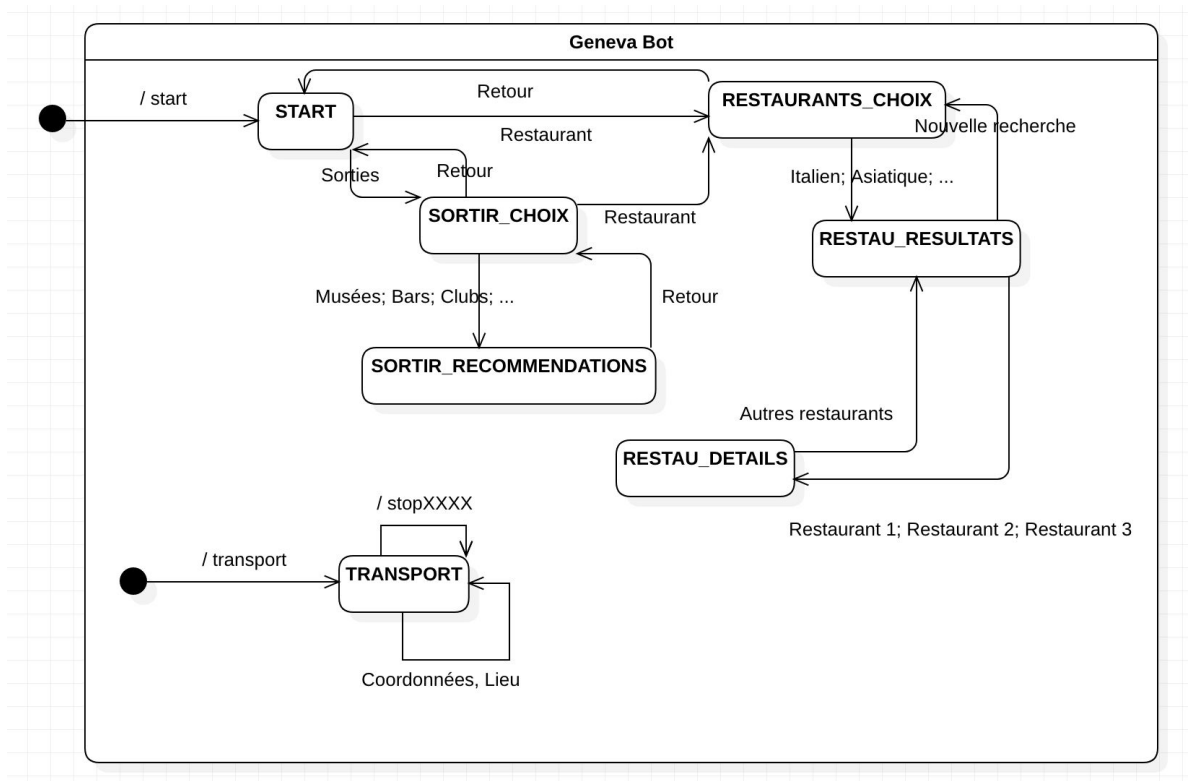 Geneva Bot
/ start
START
Retour
Restaurant
RESTAURANTS_CHOIX
Nouvelle recherche
Sorties
Retour
SORTIR_CHOIX
Restaurant
Italien; Asiatique; ...
RESTAU_RESULTATS
Musées; Bars; Clubs; ...
Retour
SORTIR_RECOMMENDATIONS
Autres restaurants
RESTAU_DETAILS
Restaurant 1; Restaurant 2; Restaurant 3
/ stopXXXX
/ transport
TRANSPORT
Coordonnées, Lieu